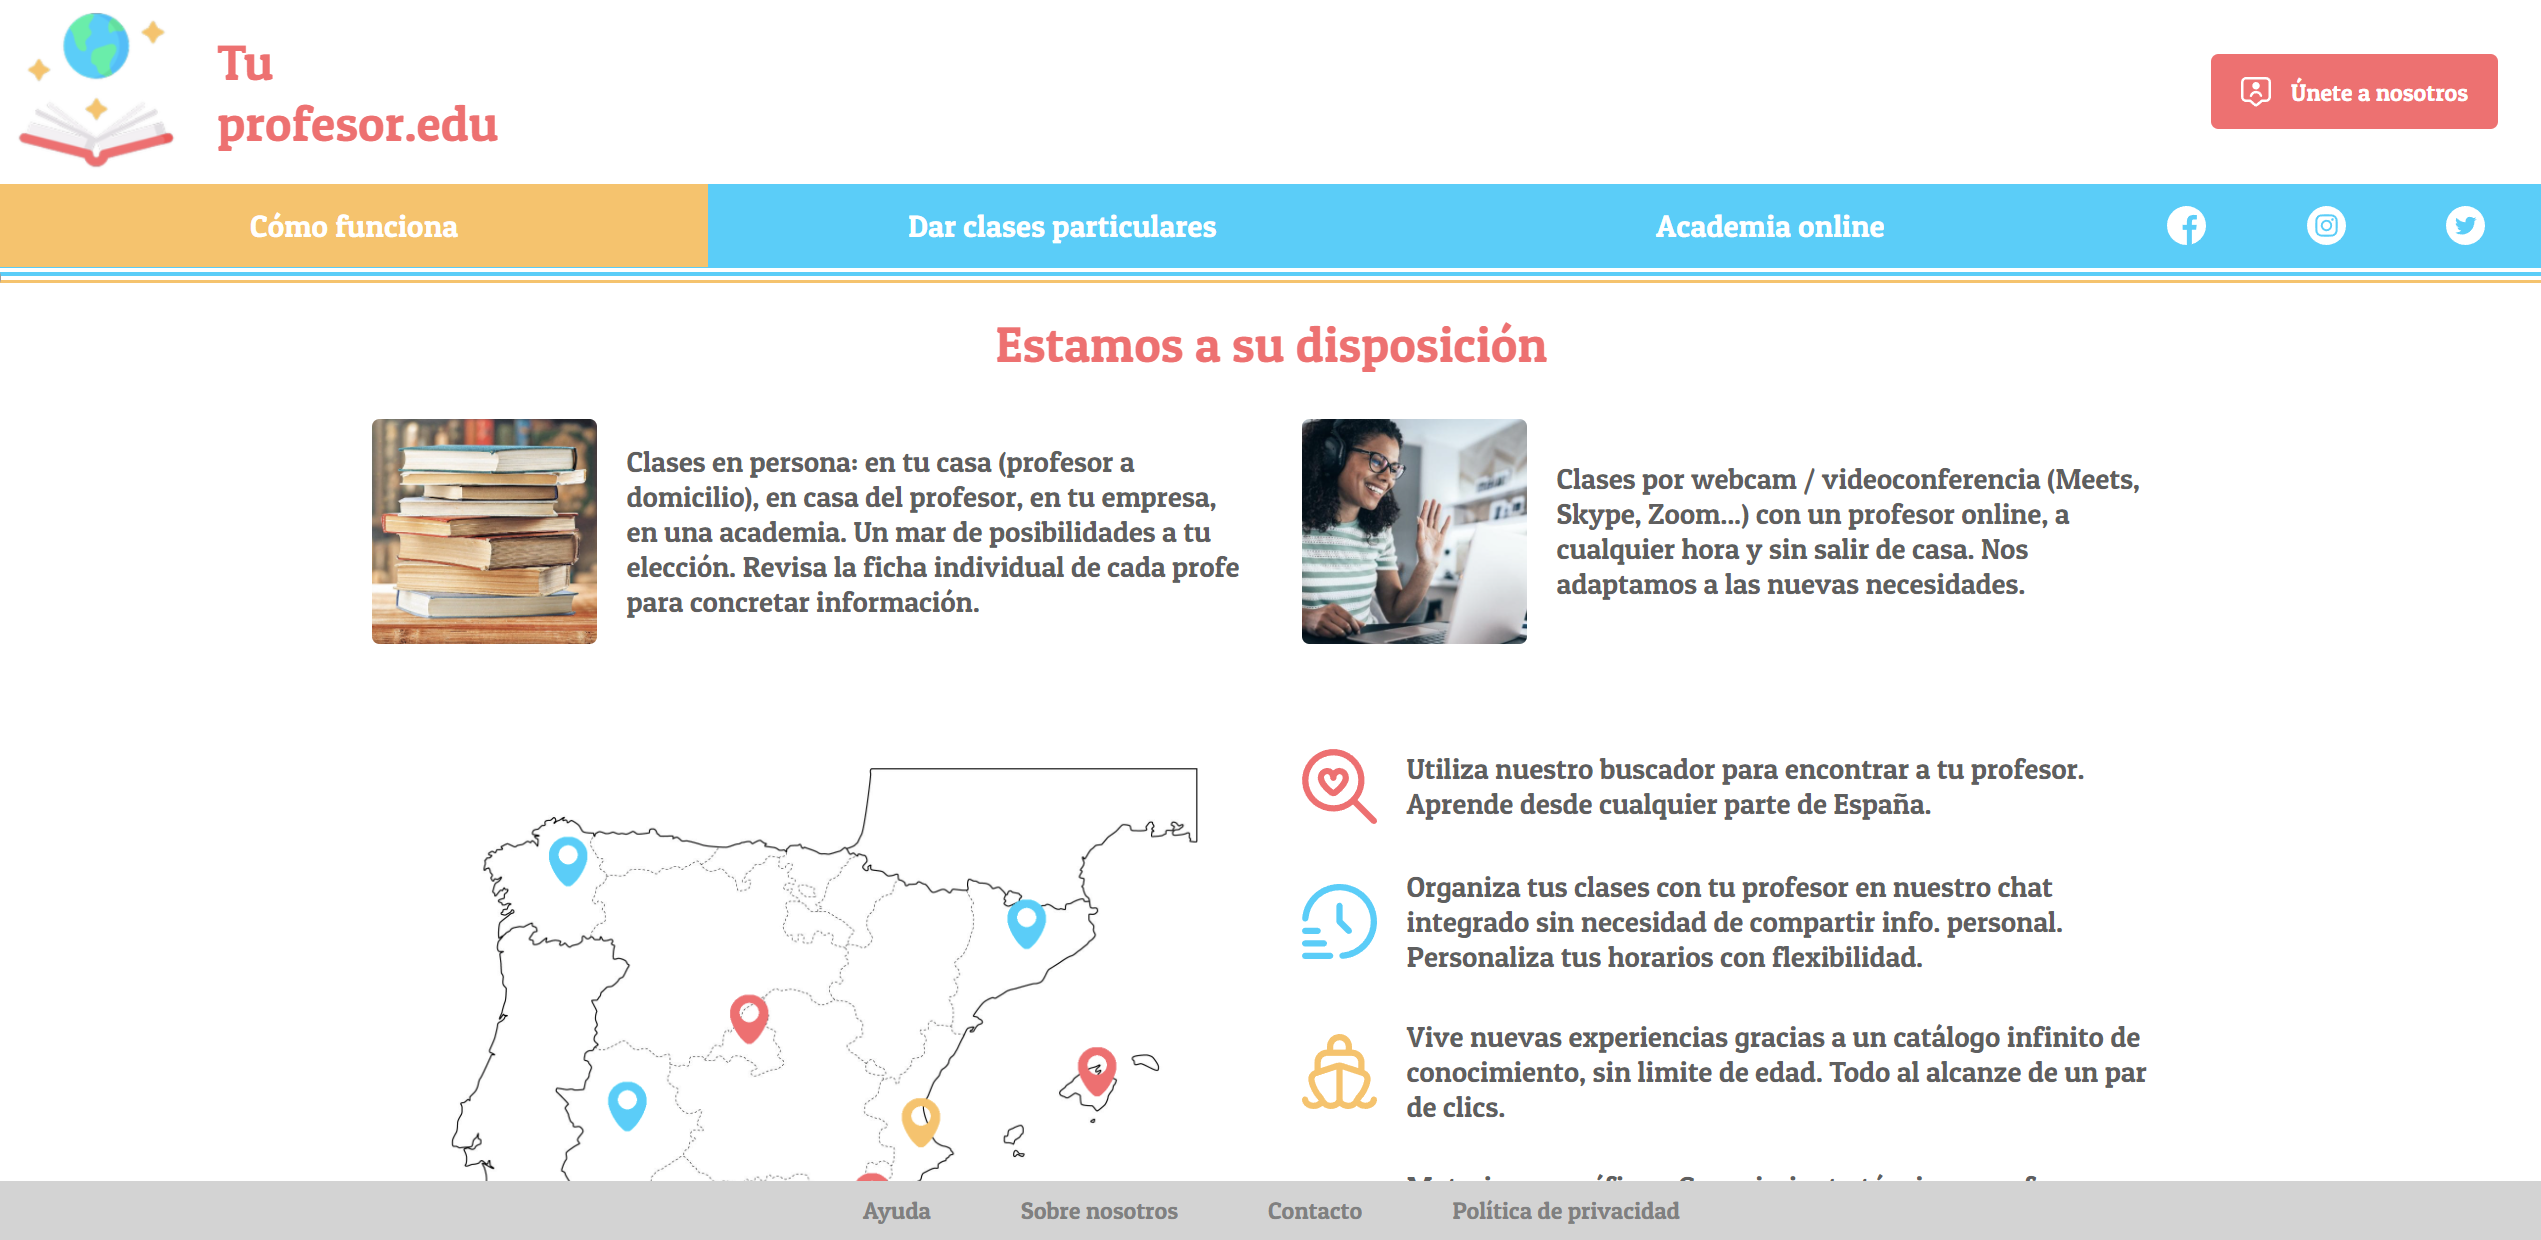 Tu
profesor.edu
Únete a nosotros
Cómo funciona
Dar clases particulares
Academia online
Estamos a su disposición
Clases en persona: en tu casa (profesor a
domicilio), en casa del profesor, en tu empresa,
en una academia. Un mar de posibilidades a tu
elección. Revisa la ficha individual de cada profe
para concretar información.
Clases por webcam / videoconferencia (Meets,
Skype, Zoom...) con un profesor online, a
cualquier hora y sin salir de casa. Nos
adaptamos a las nuevas necesidades.
Utiliza nuestro buscador para encontrar a tu profesor.
Aprende desde cualquier parte de España.
Organiza tus clases con tu profesor en nuestro chat
integrado sin necesidad de compartir info. personal.
Personaliza tus horarios con flexibilidad.
Vive nuevas experiencias gracias a un catálogo infinito de
conocimiento, sin limite de edad. Todo al alcanze de un par
de clics.
Ayuda
Sobre nosotros
Contacto
Política de privacidad